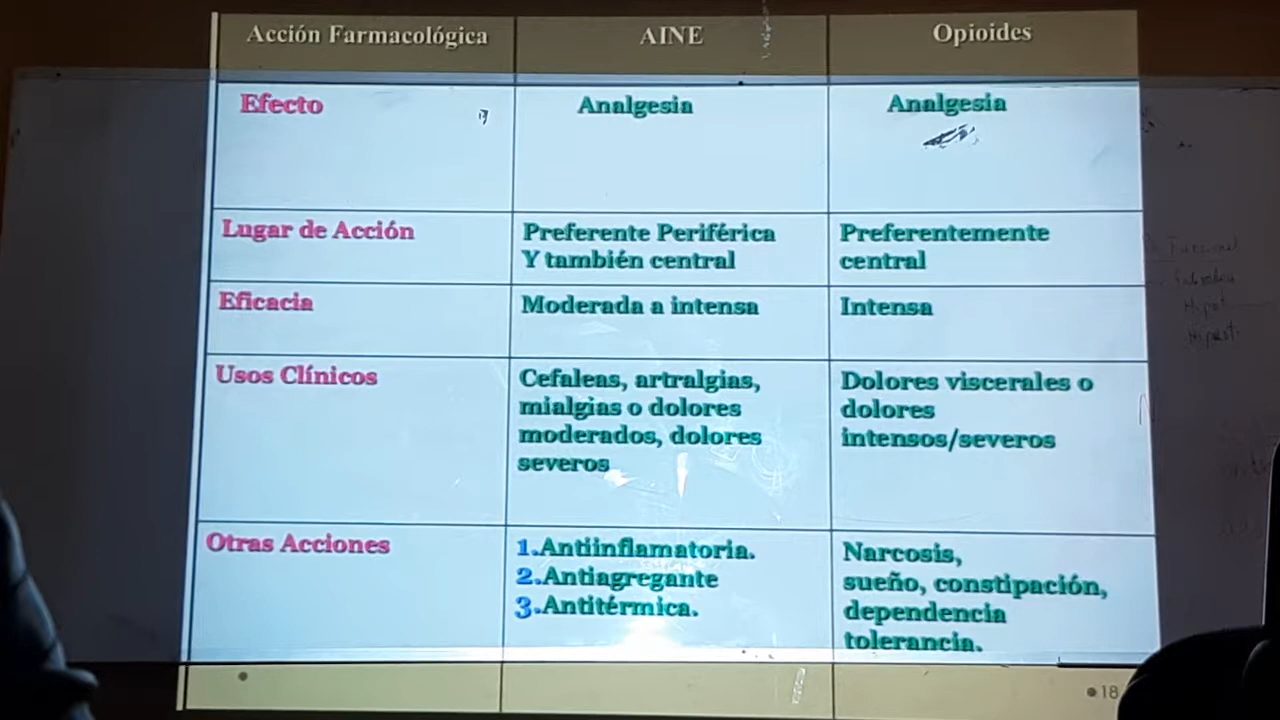 Acción Farmacológica
AINE
Opioides
Efecto
Analgesia
Analgesia
Lugar de Acción
Preferente Periférica
Y también central
Preferentemente
central
Eficacia
Moderada a intensa
Intensa
Usos Clínicos
Cefaleas, artralgias,
mialgias o dolores
moderados, dolores
severos
Dolores viscerales o
dolores
intensos/severos
Otras Acciones
1.Antiinflamatoria.
2.Antiagregante
3.Antitérmica.
Narcosis,
sueño, constipación,
dependencia
tolerancia.
18